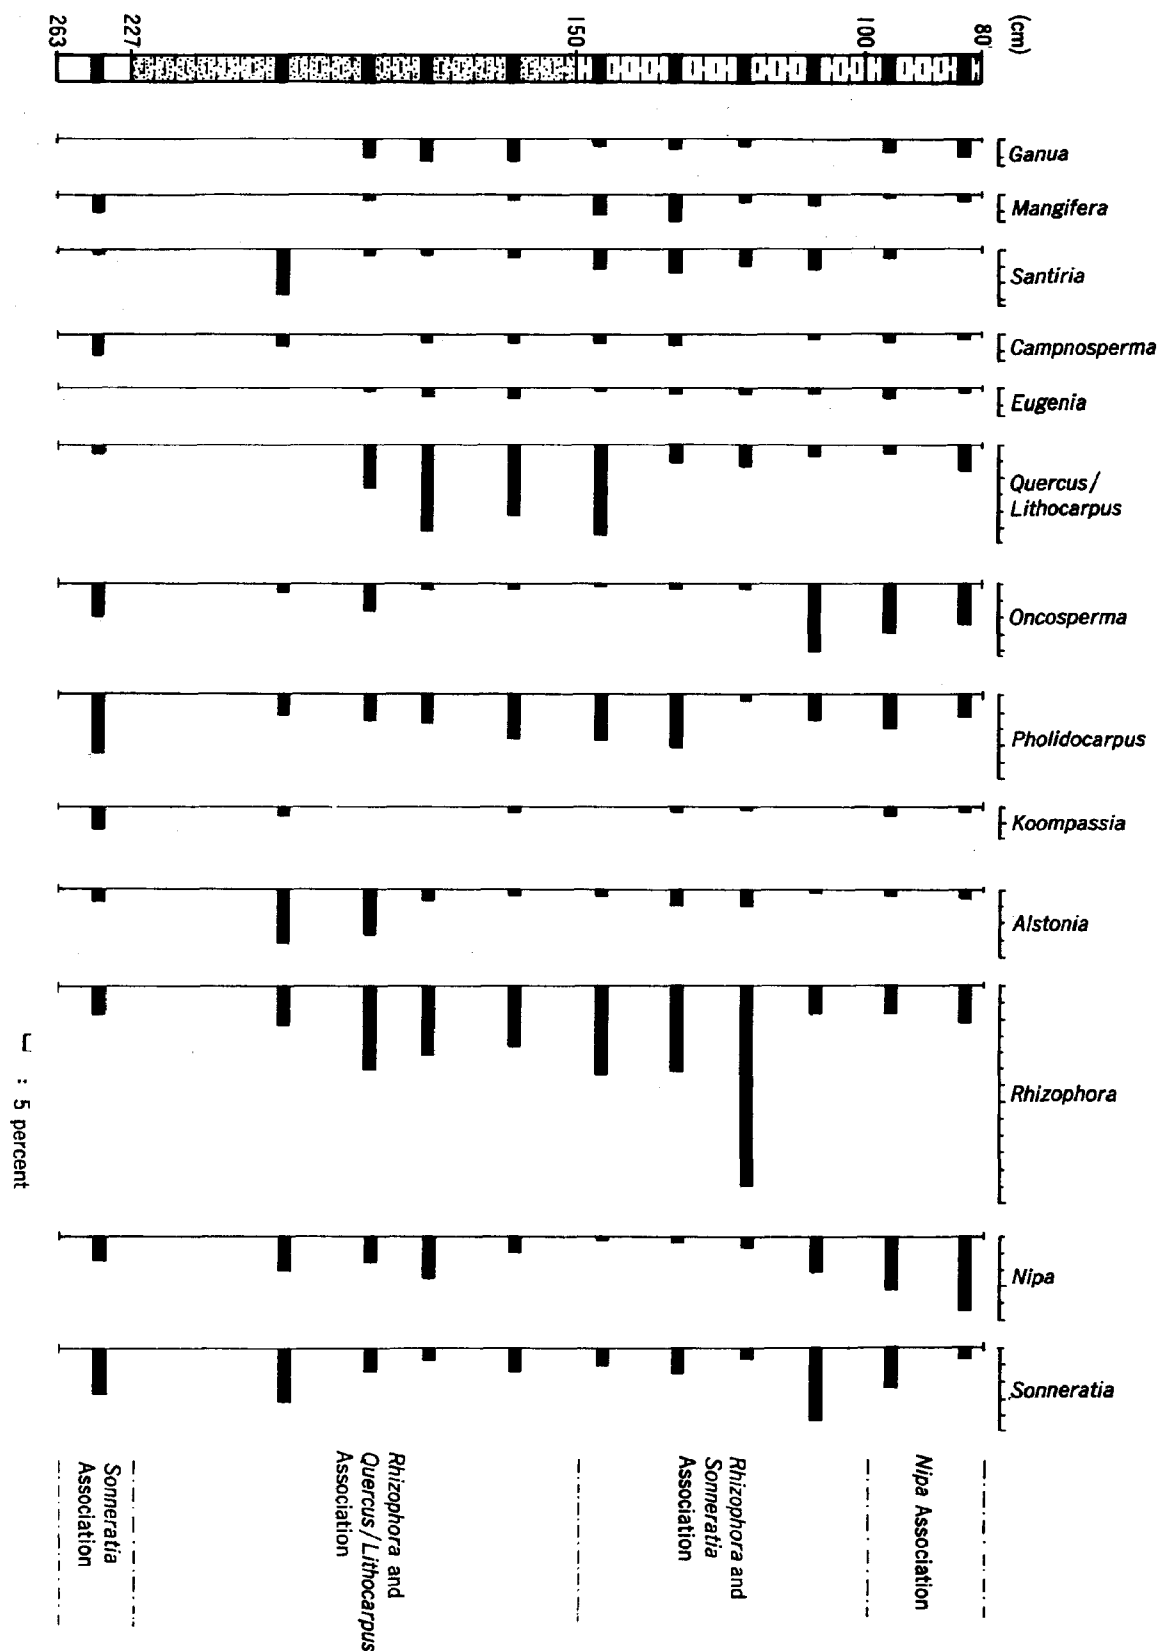 (cm)
80
100
150
227
263
Ganua
Mangifera
Santiria
Campnosperma
Eugenia
Quercus/
Lithocarpus
Oncosperma
Pholidocarpus
Koompassia
Alstonia
Rhizophora
Nipa
Sonneratia
: 5 percent
Nipa Association
Rhizophora and
Sonneratia
Association
Rhizophora and
Quercus/Lithocarpus
Association
Sonneratia
Association